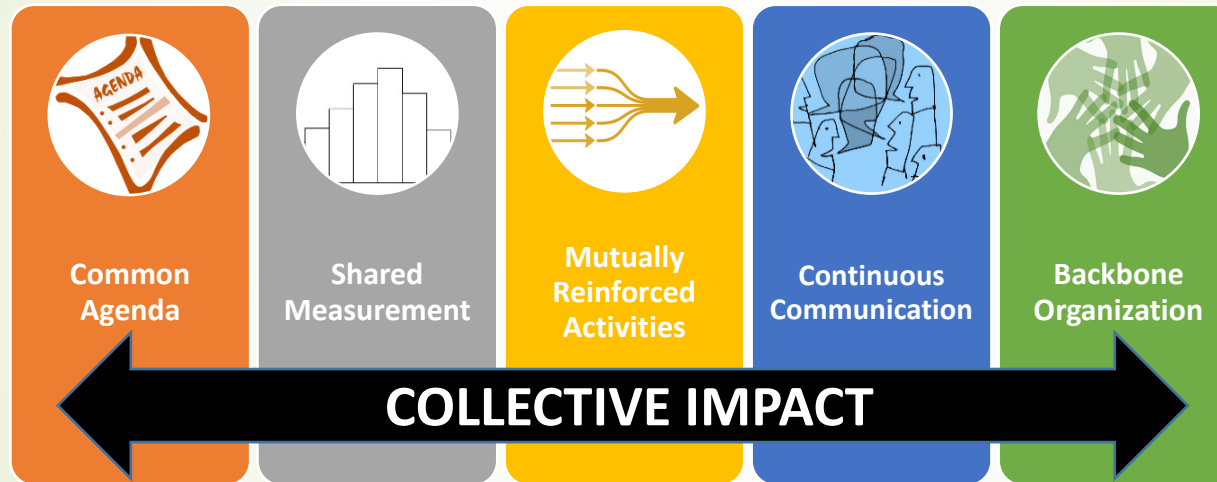 AGENDA
Common
Agenda
Shared
Measurement
Mutually
Reinforced
Activities
Continuous
Communication
Backbone
Organization
COLLECTIVE IMPACT